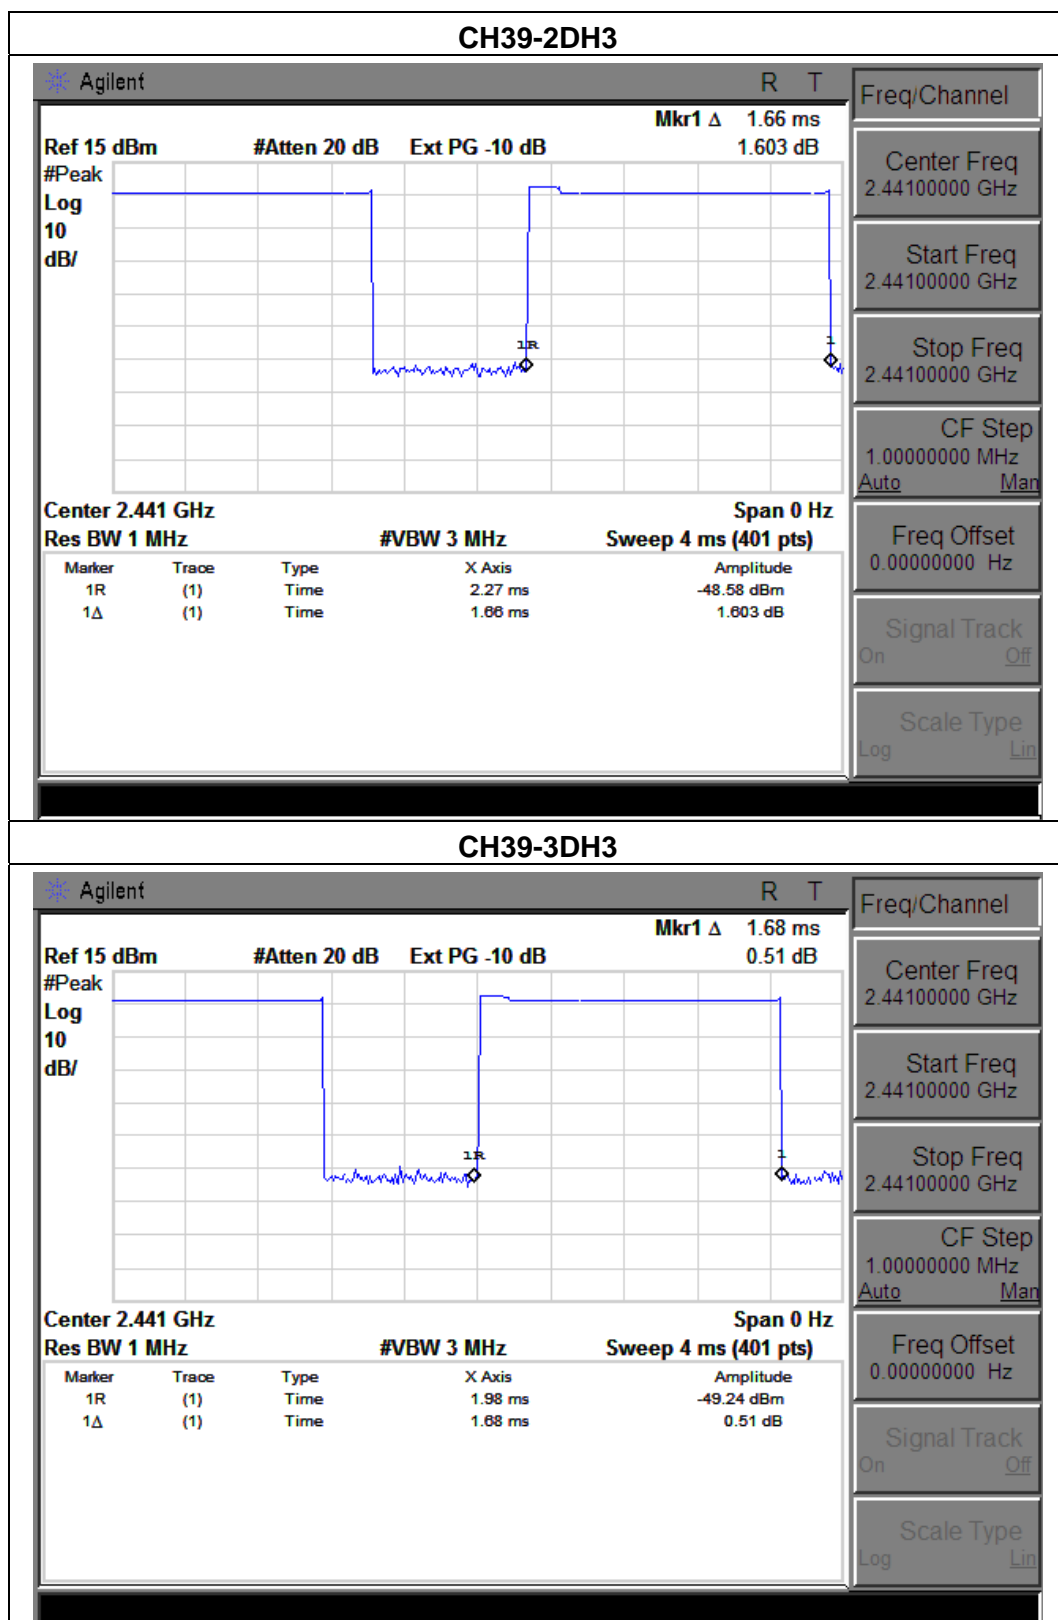 CH39-2DH3
Agilent R T
Freq/Channel
Mkr1 Δ 1.66 ms
Ref 15 dBm #Atten 20 dB Ext PG -10 dB 1.603 dB
#Peak
Log
10
dB/
1R
1
Center Freq
2.44100000 GHz
Start Freq
2.44100000 GHz
Stop Freq
2.44100000 GHz
CF Step
1.00000000 MHz
Auto Man
Freq Offset
0.00000000 Hz
Signal Track
On Off
Scale Type
Log Lin
Center 2.441 GHz Span 0 Hz
Res BW 1 MHz #VBW 3 MHz Sweep 4 ms (401 pts)
Marker Trace Type X Axis Amplitude
1R (1) Time 2.27 ms -48.58 dBm
1Δ (1) Time 1.66 ms 1.603 dB
CH39-3DH3
Agilent R T
Freq/Channel
Mkr1 Δ 1.68 ms
Ref 15 dBm #Atten 20 dB Ext PG -10 dB 0.51 dB
#Peak
Log
10
dB/
1R
1
Center Freq
2.44100000 GHz
Start Freq
2.44100000 GHz
Stop Freq
2.44100000 GHz
CF Step
1.00000000 MHz
Auto Man
Freq Offset
0.00000000 Hz
Signal Track
On Off
Scale Type
Log Lin
Center 2.441 GHz Span 0 Hz
Res BW 1 MHz #VBW 3 MHz Sweep 4 ms (401 pts)
Marker Trace Type X Axis Amplitude
1R (1) Time 1.98 ms -49.24 dBm
1Δ (1) Time 1.68 ms 0.51 dB